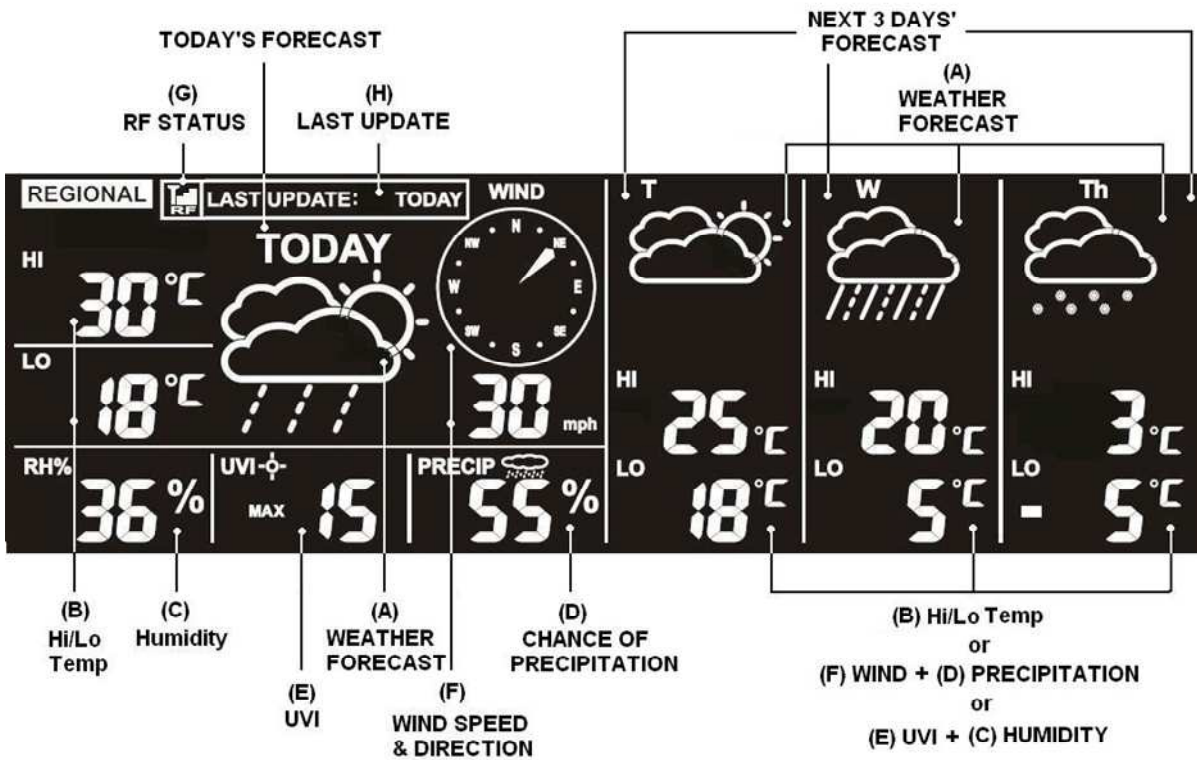 TODAY'S FORECAST
NEXT 3 DAYS'
FORECAST
(G)
RF STATUS
(H)
LAST UPDATE
(A)
WEATHER
FORECAST
REGIONAL
RF
LAST UPDATE: TODAY
TODAY
HI
30°C
LO
18°C
WIND
N
NE
E
SE
S
SW
W
NW
30 mph
RH%
36%
UVI
MAX 15
PRECIP
55%
T
HI
25°C
LO
18°C
W
HI
20°C
LO
5°C
Th
HI
3°C
LO
- 5°C
(B)
Hi/Lo
Temp
(C)
Humidity
(E)
UVI
(A)
WEATHER
FORECAST
(F)
WIND SPEED
& DIRECTION
(D)
CHANCE OF
PRECIPITATION
(B) Hi/Lo Temp
or
(F) WIND + (D) PRECIPITATION
or
(E) UVI + (C) HUMIDITY